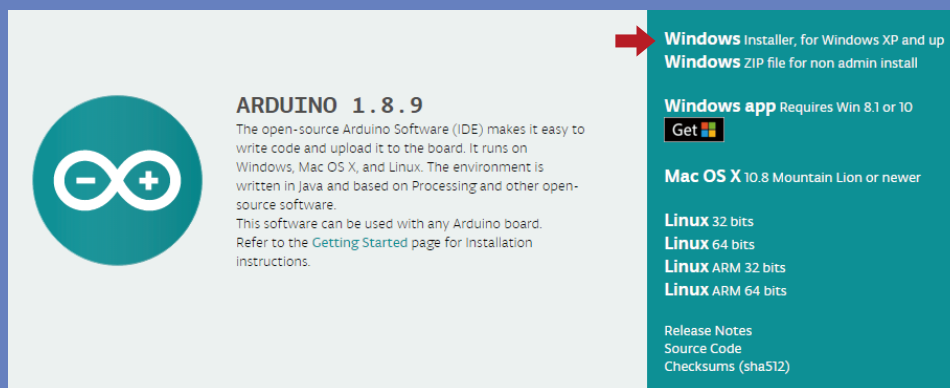 ARDUINO 1.8.9
The open-source Arduino Software (IDE) makes it easy to
write code and upload it to the board. It runs on
Windows, Mac OS X, and Linux. The environment is
written in Java and based on Processing and other open-
source software.
This software can be used with any Arduino board.
Refer to the Getting Started page for Installation
instructions.
Windows Installer, for Windows XP and up
Windows ZIP file for non admin install
Windows app Requires Win 8.1 or 10
Get
Mac OS X 10.8 Mountain Lion or newer
Linux 32 bits
Linux 64 bits
Linux ARM 32 bits
Linux ARM 64 bits
Release Notes
Source Code
Checksums (sha512)